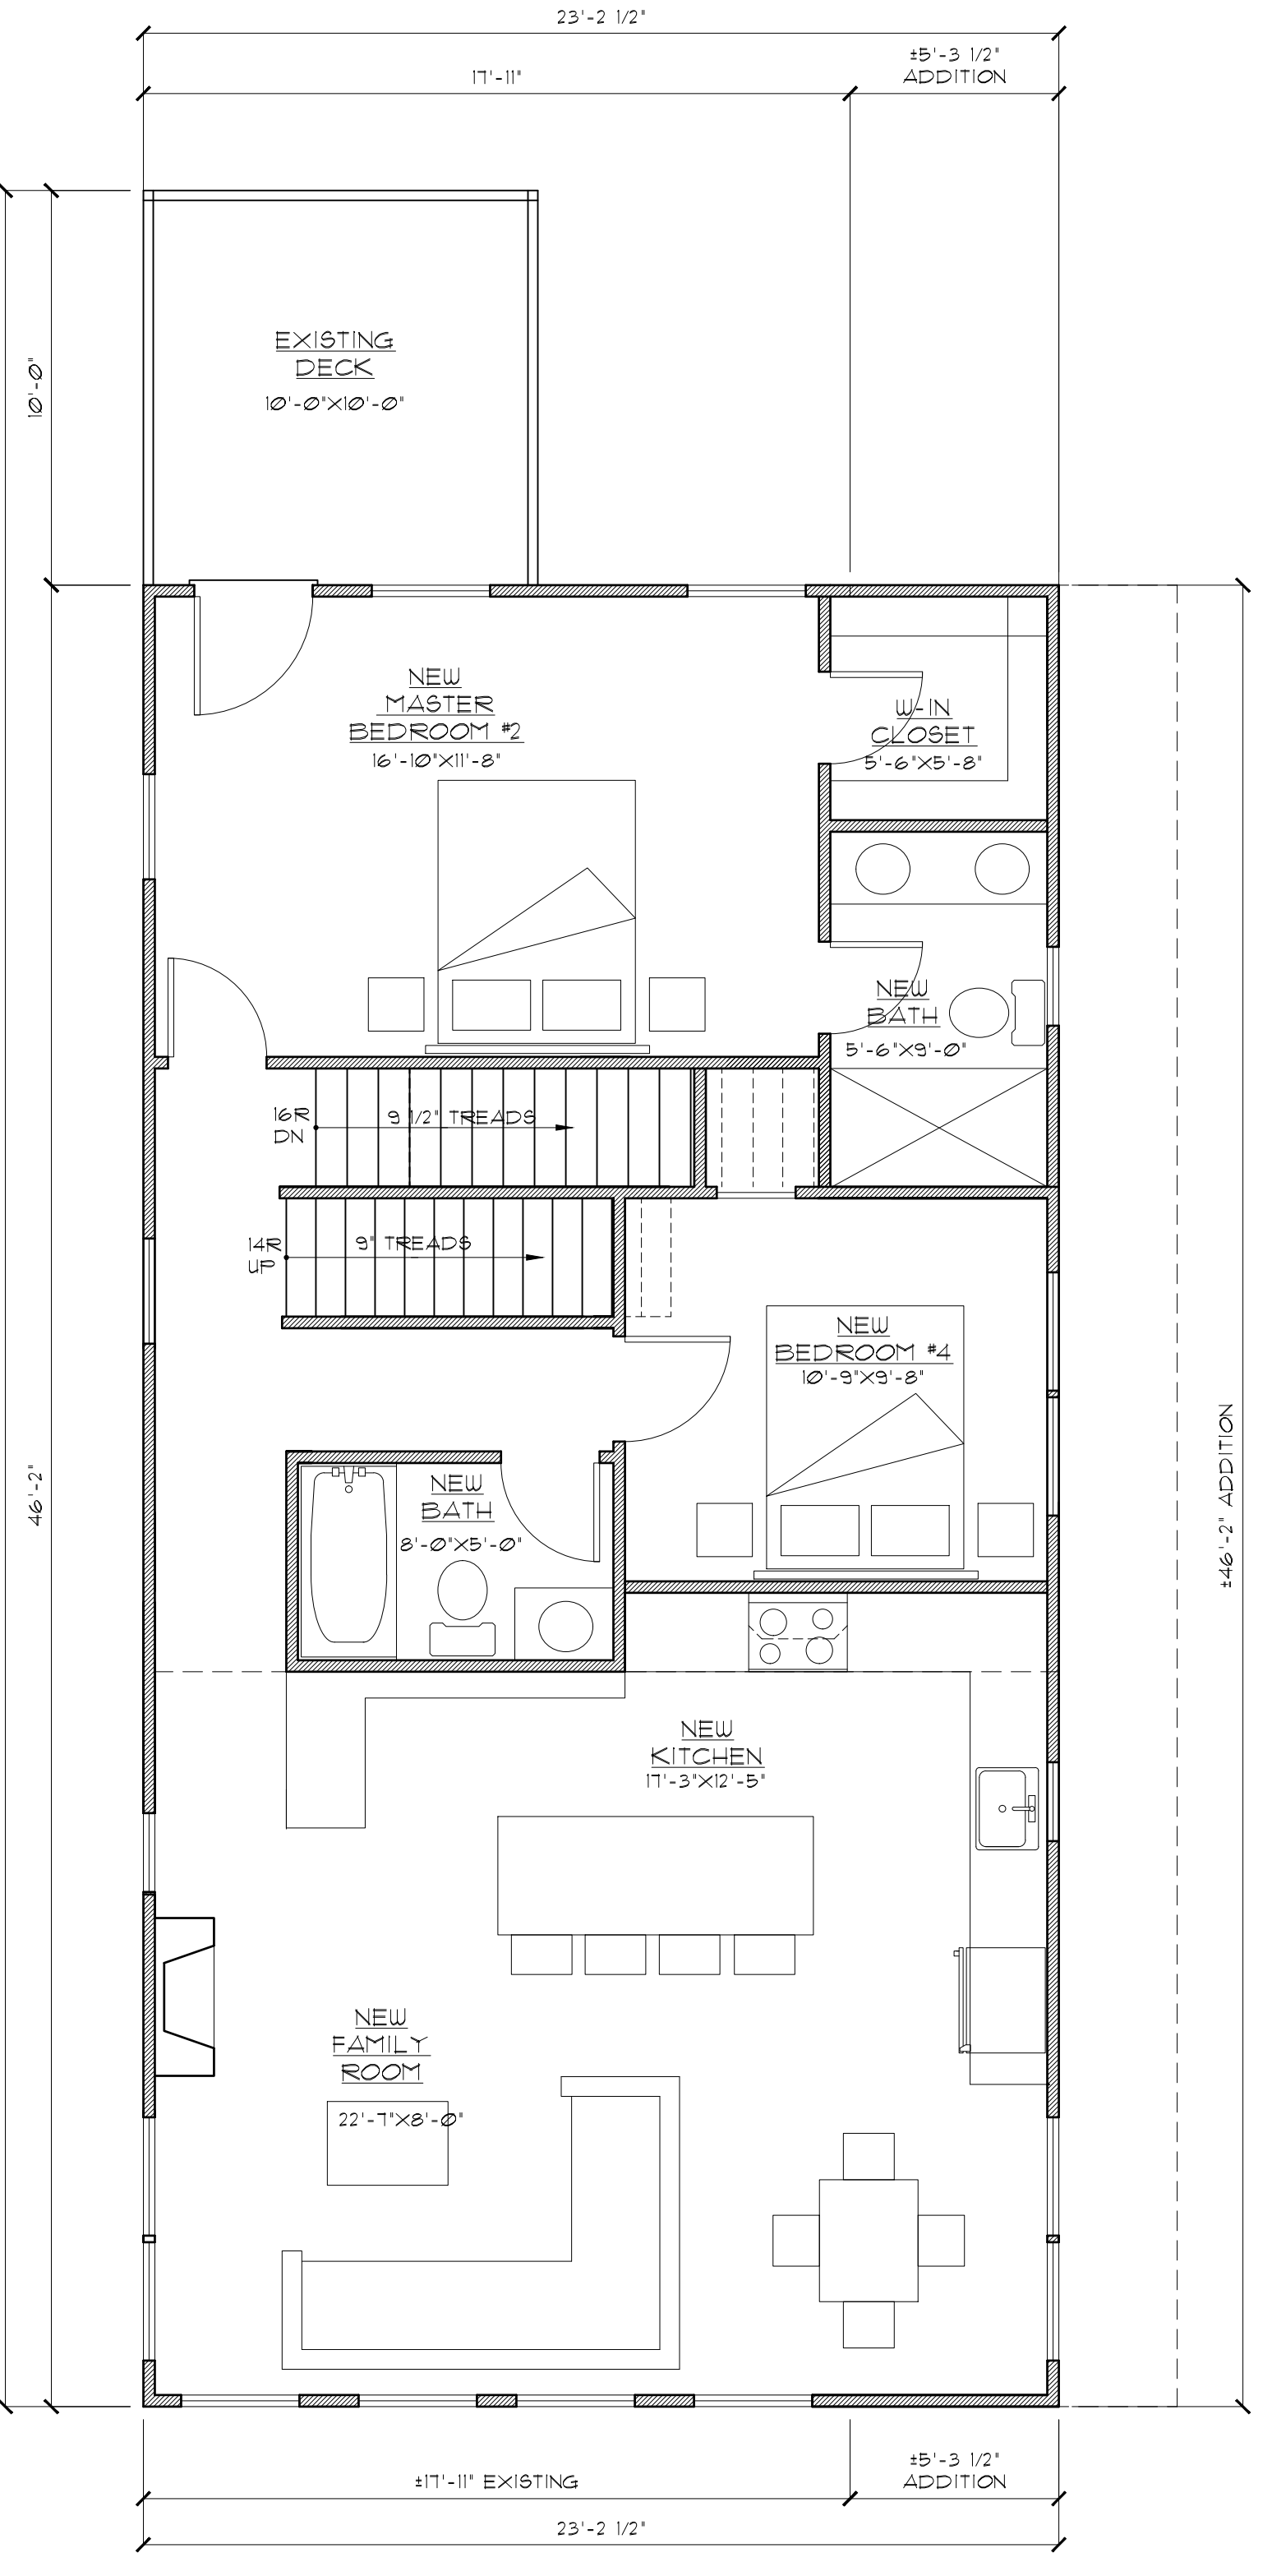 23'-2 1/2"
17'-11"
±5'-3 1/2"
ADDITION
10'-0"
EXISTING
DECK
10'-0"X10'-0"
NEW
MASTER
BEDROOM #2
16'-10"X11'-8"
W-IN
CLOSET
5'-6"X5'-8"
NEW
BATH
5'-6"X9'-0"
16R
DN
9 1/2" TREADS
14R
UP
9" TREADS
NEW
BEDROOM #4
10'-9"X9'-8"
46'-2"
±46'-2" ADDITION
NEW
BATH
8'-0"X5'-0"
NEW
KITCHEN
17'-3"X12'-5"
NEW
FAMILY
ROOM
22'-7"X8'-0"
±17'-11" EXISTING
±5'-3 1/2"
ADDITION
23'-2 1/2"